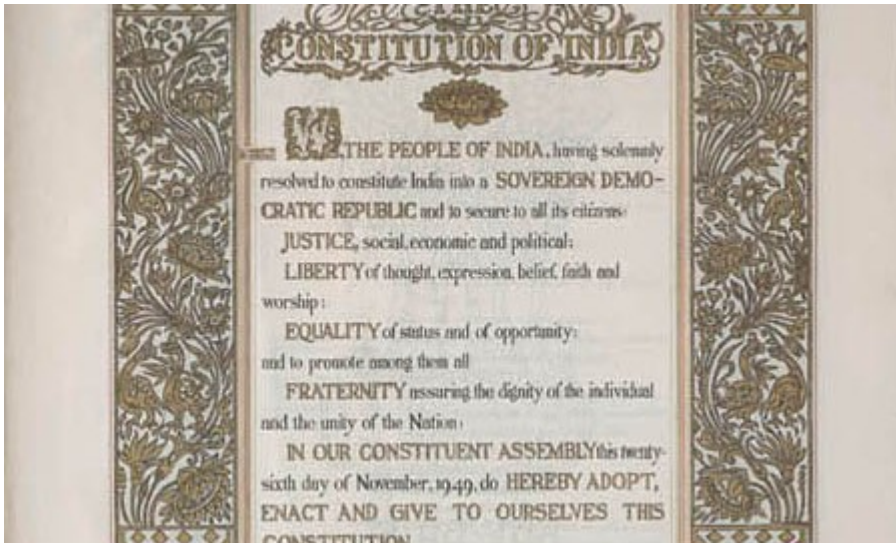 CONSTITUTION OF INDIA
WE, THE PEOPLE OF INDIA, having solemnly
resolved to constitute India into a SOVEREIGN DEMO-
CRATIC REPUBLIC and to secure to all its citizens:
JUSTICE, social, economic and political;
LIBERTY of thought, expression, belief, faith and
worship;
EQUALITY of status and of opportunity;
and to promote among them all
FRATERNITY assuring the dignity of the individual
and the unity of the Nation;
IN OUR CONSTITUENT ASSEMBLY this twenty-
sixth day of November, 1949, do HEREBY ADOPT,
ENACT AND GIVE TO OURSELVES THIS
CONSTITUTION